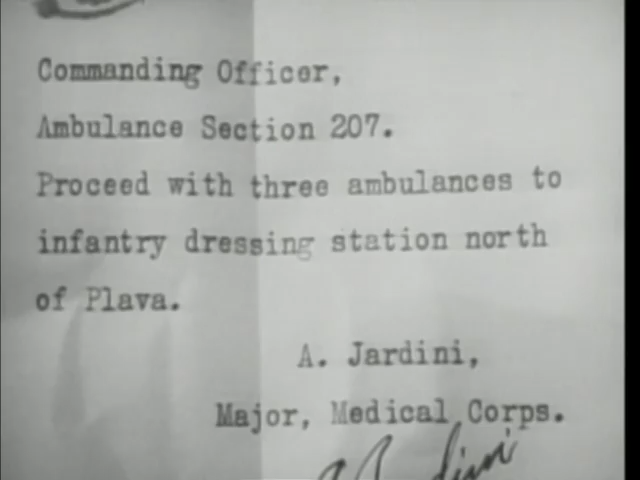 Commanding Officer,
Ambulance Section 207.
Proceed with three ambulances to
infantry dressing station north
of Plava.
A. Jardini,
Major, Medical Corps.